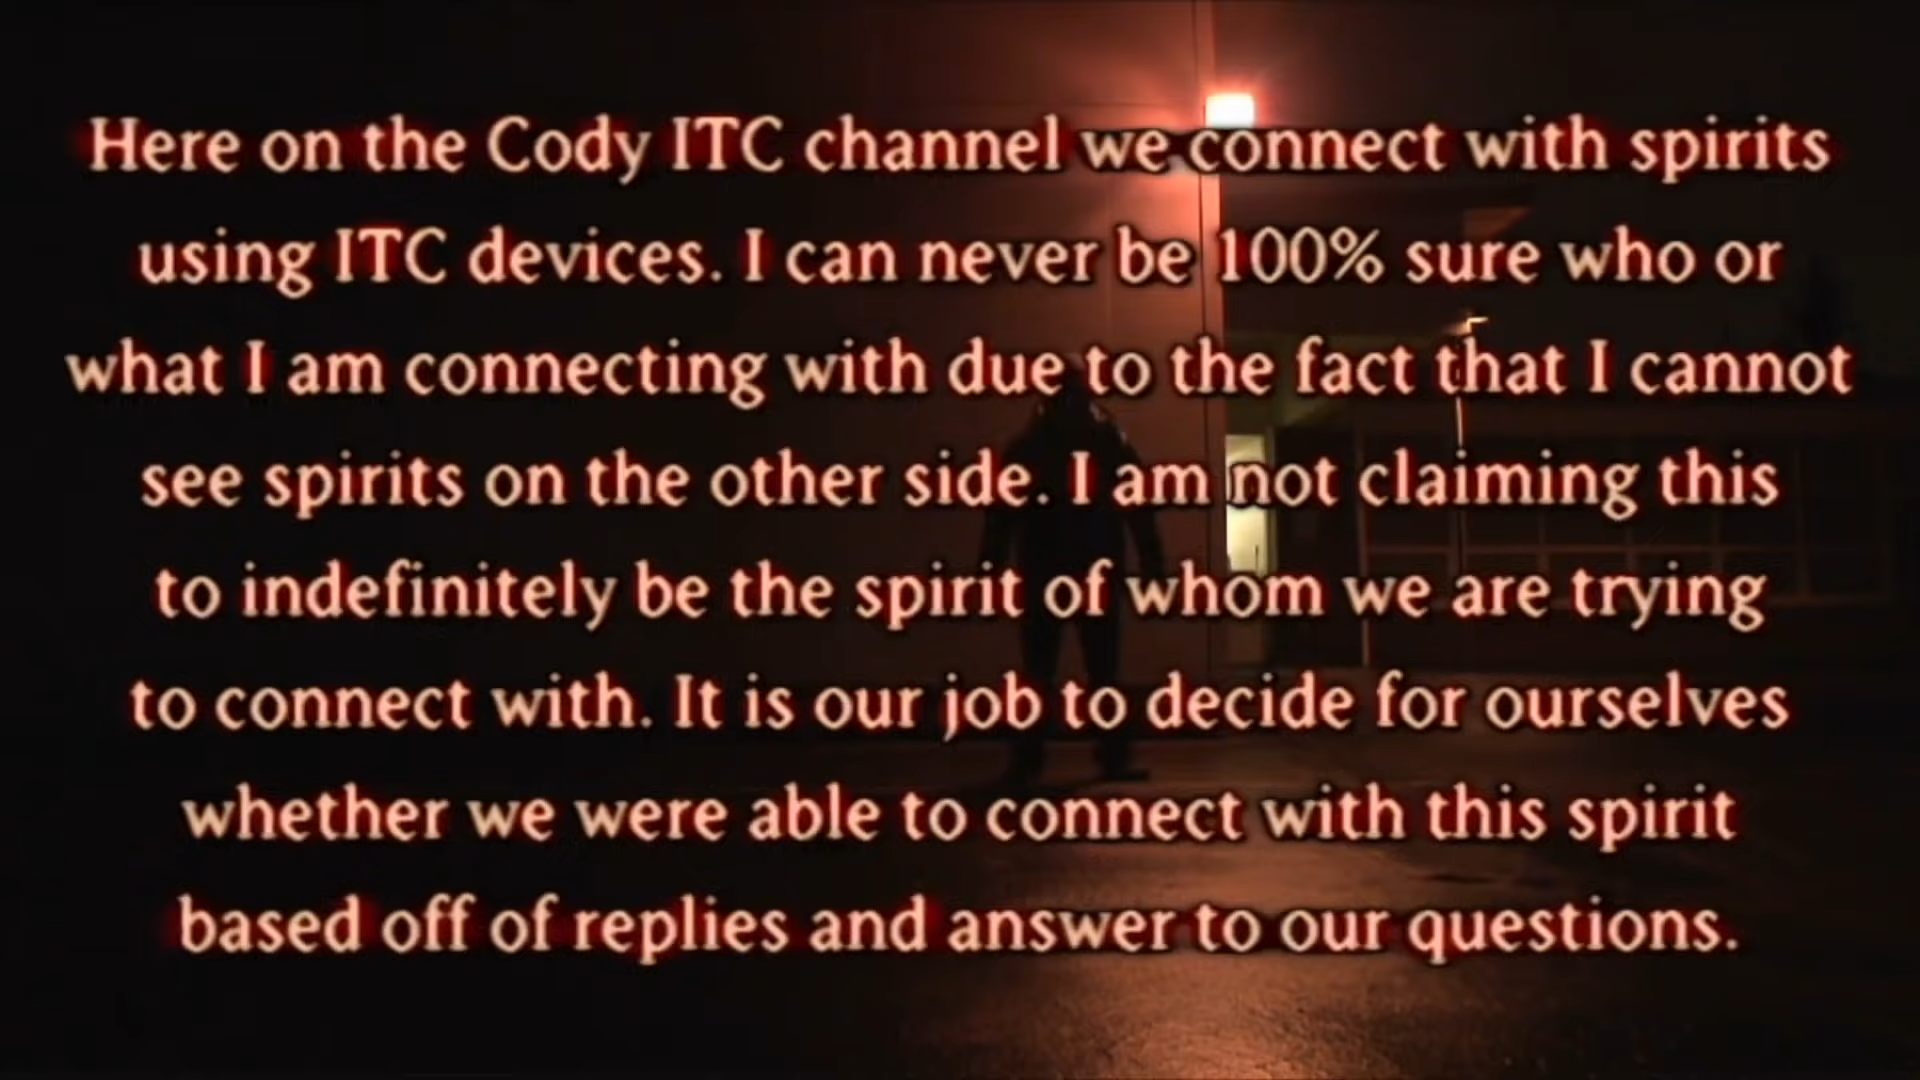 Here on the Cody ITC channel we connect with spirits
using ITC devices. I can never be 100% sure who or
what I am connecting with due to the fact that I cannot
see spirits on the other side. I am not claiming this
to indefinitely be the spirit of whom we are trying
to connect with. It is our job to decide for ourselves
whether we were able to connect with this spirit
based off of replies and answer to our questions.